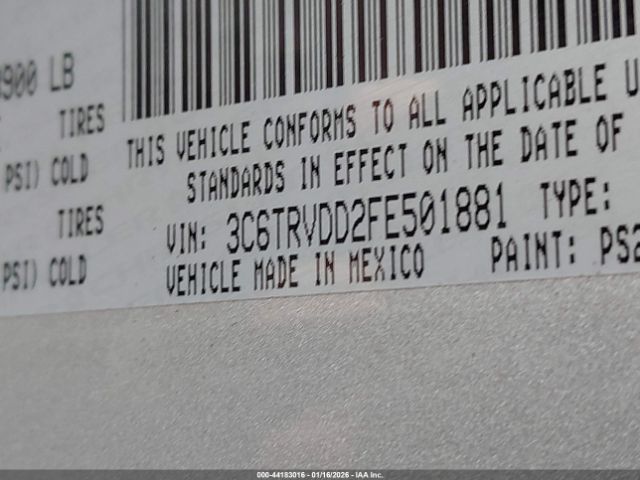 900 LB
TIRES
PSI) COLD
TIRES
PSI) COLD
THIS VEHICLE CONFORMS TO ALL APPLICABLE U
STANDARDS IN EFFECT ON THE DATE OF
VIN: 3C6TRVDD2FE501881 TYPE:
VEHICLE MADE IN MEXICO PAINT: PS2
000-44183016 - 01/16/2026 - IAA Inc.